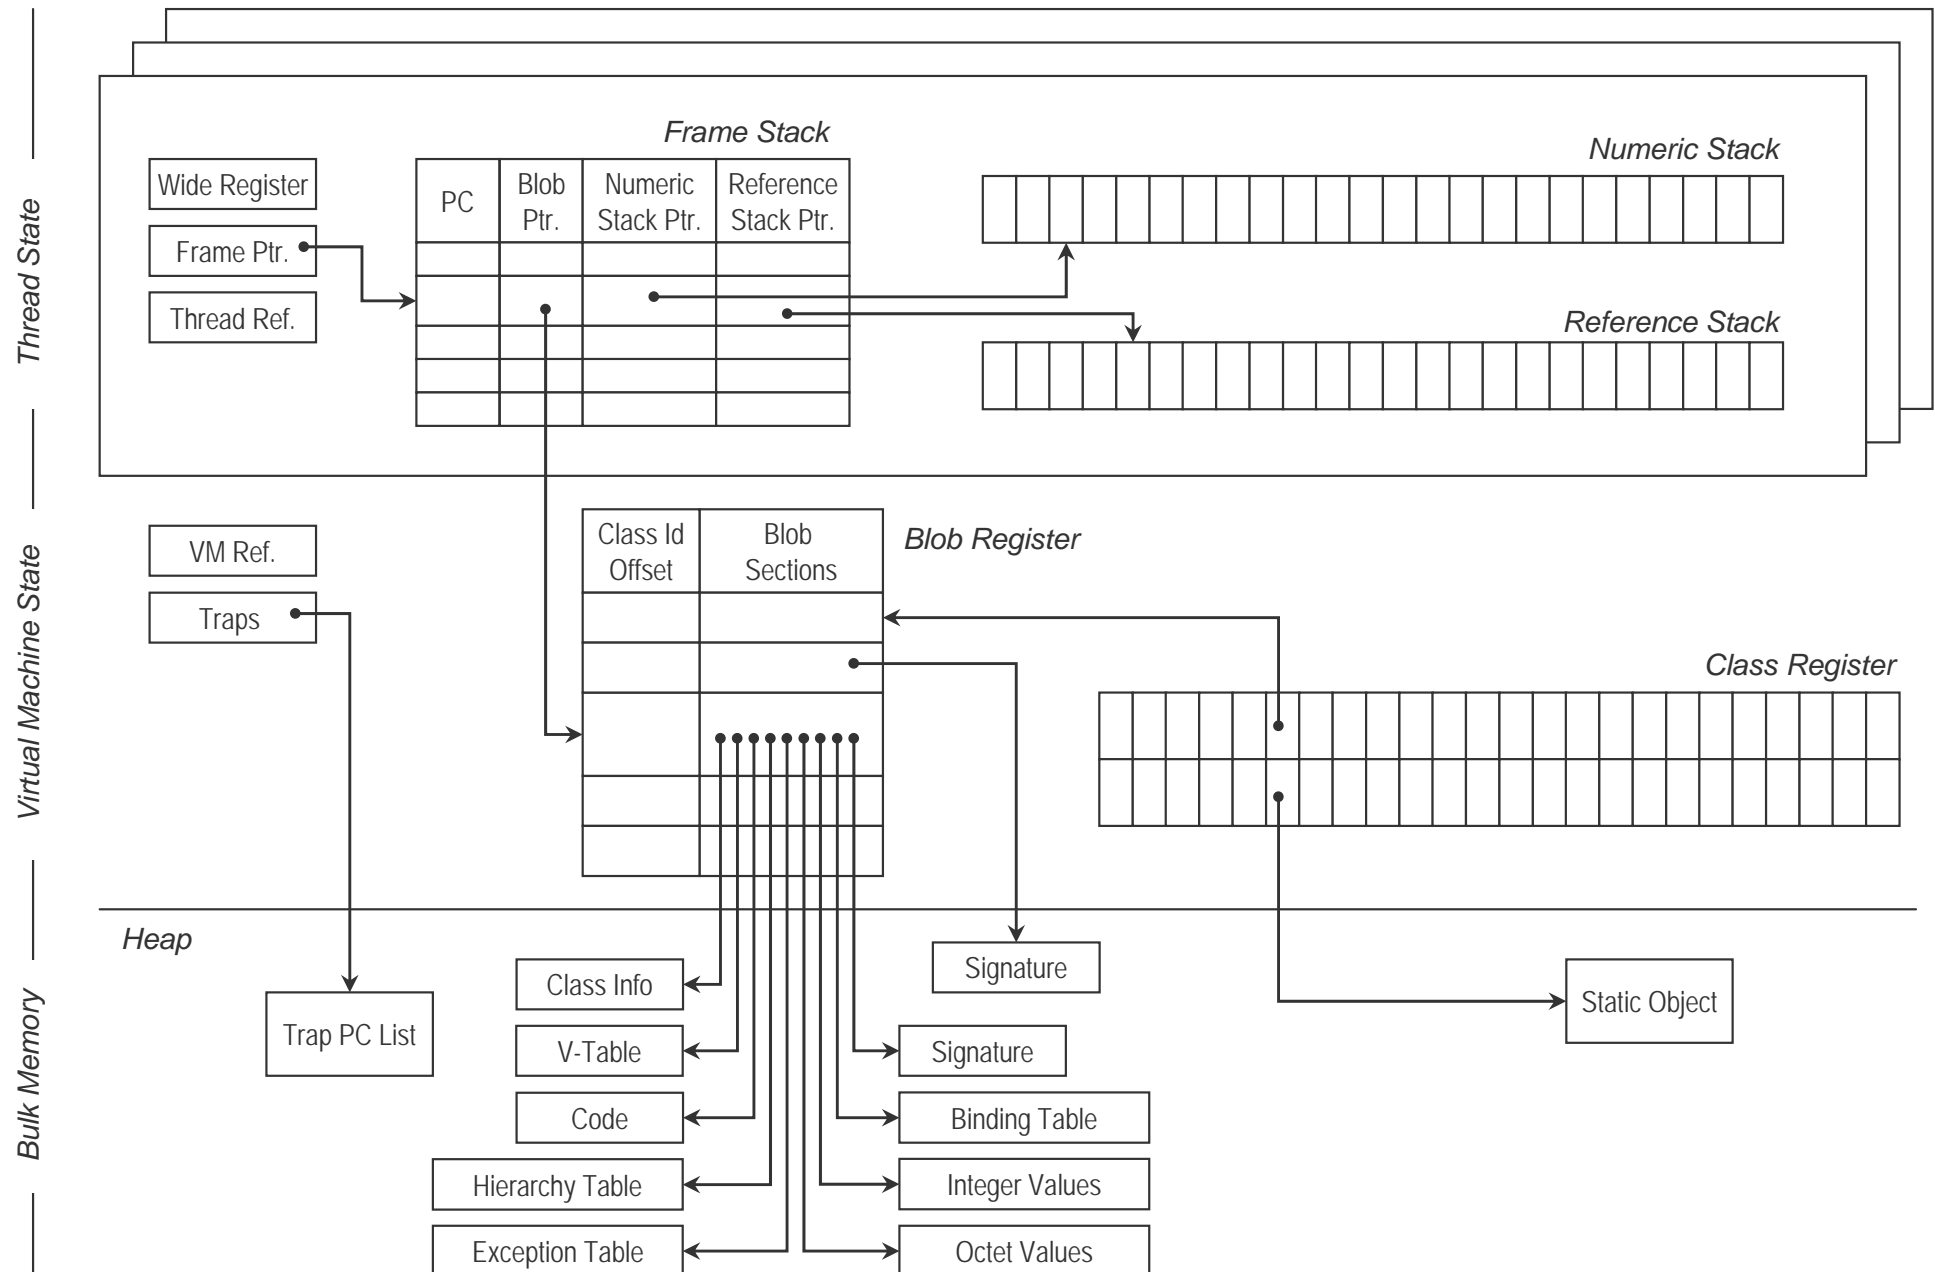 Thread State
Frame Stack
Numeric Stack
Wide Register
Frame Ptr.
Thread Ref.
PC
Blob
Ptr.
Numeric
Stack Ptr.
Reference
Stack Ptr.
Reference Stack
Virtual Machine State
VM Ref.
Traps
Class Id
Offset
Blob
Sections
Blob Register
Class Register
Bulk Memory
Heap
Trap PC List
Class Info
V-Table
Code
Hierarchy Table
Exception Table
Signature
Signature
Binding Table
Integer Values
Octet Values
Static Object